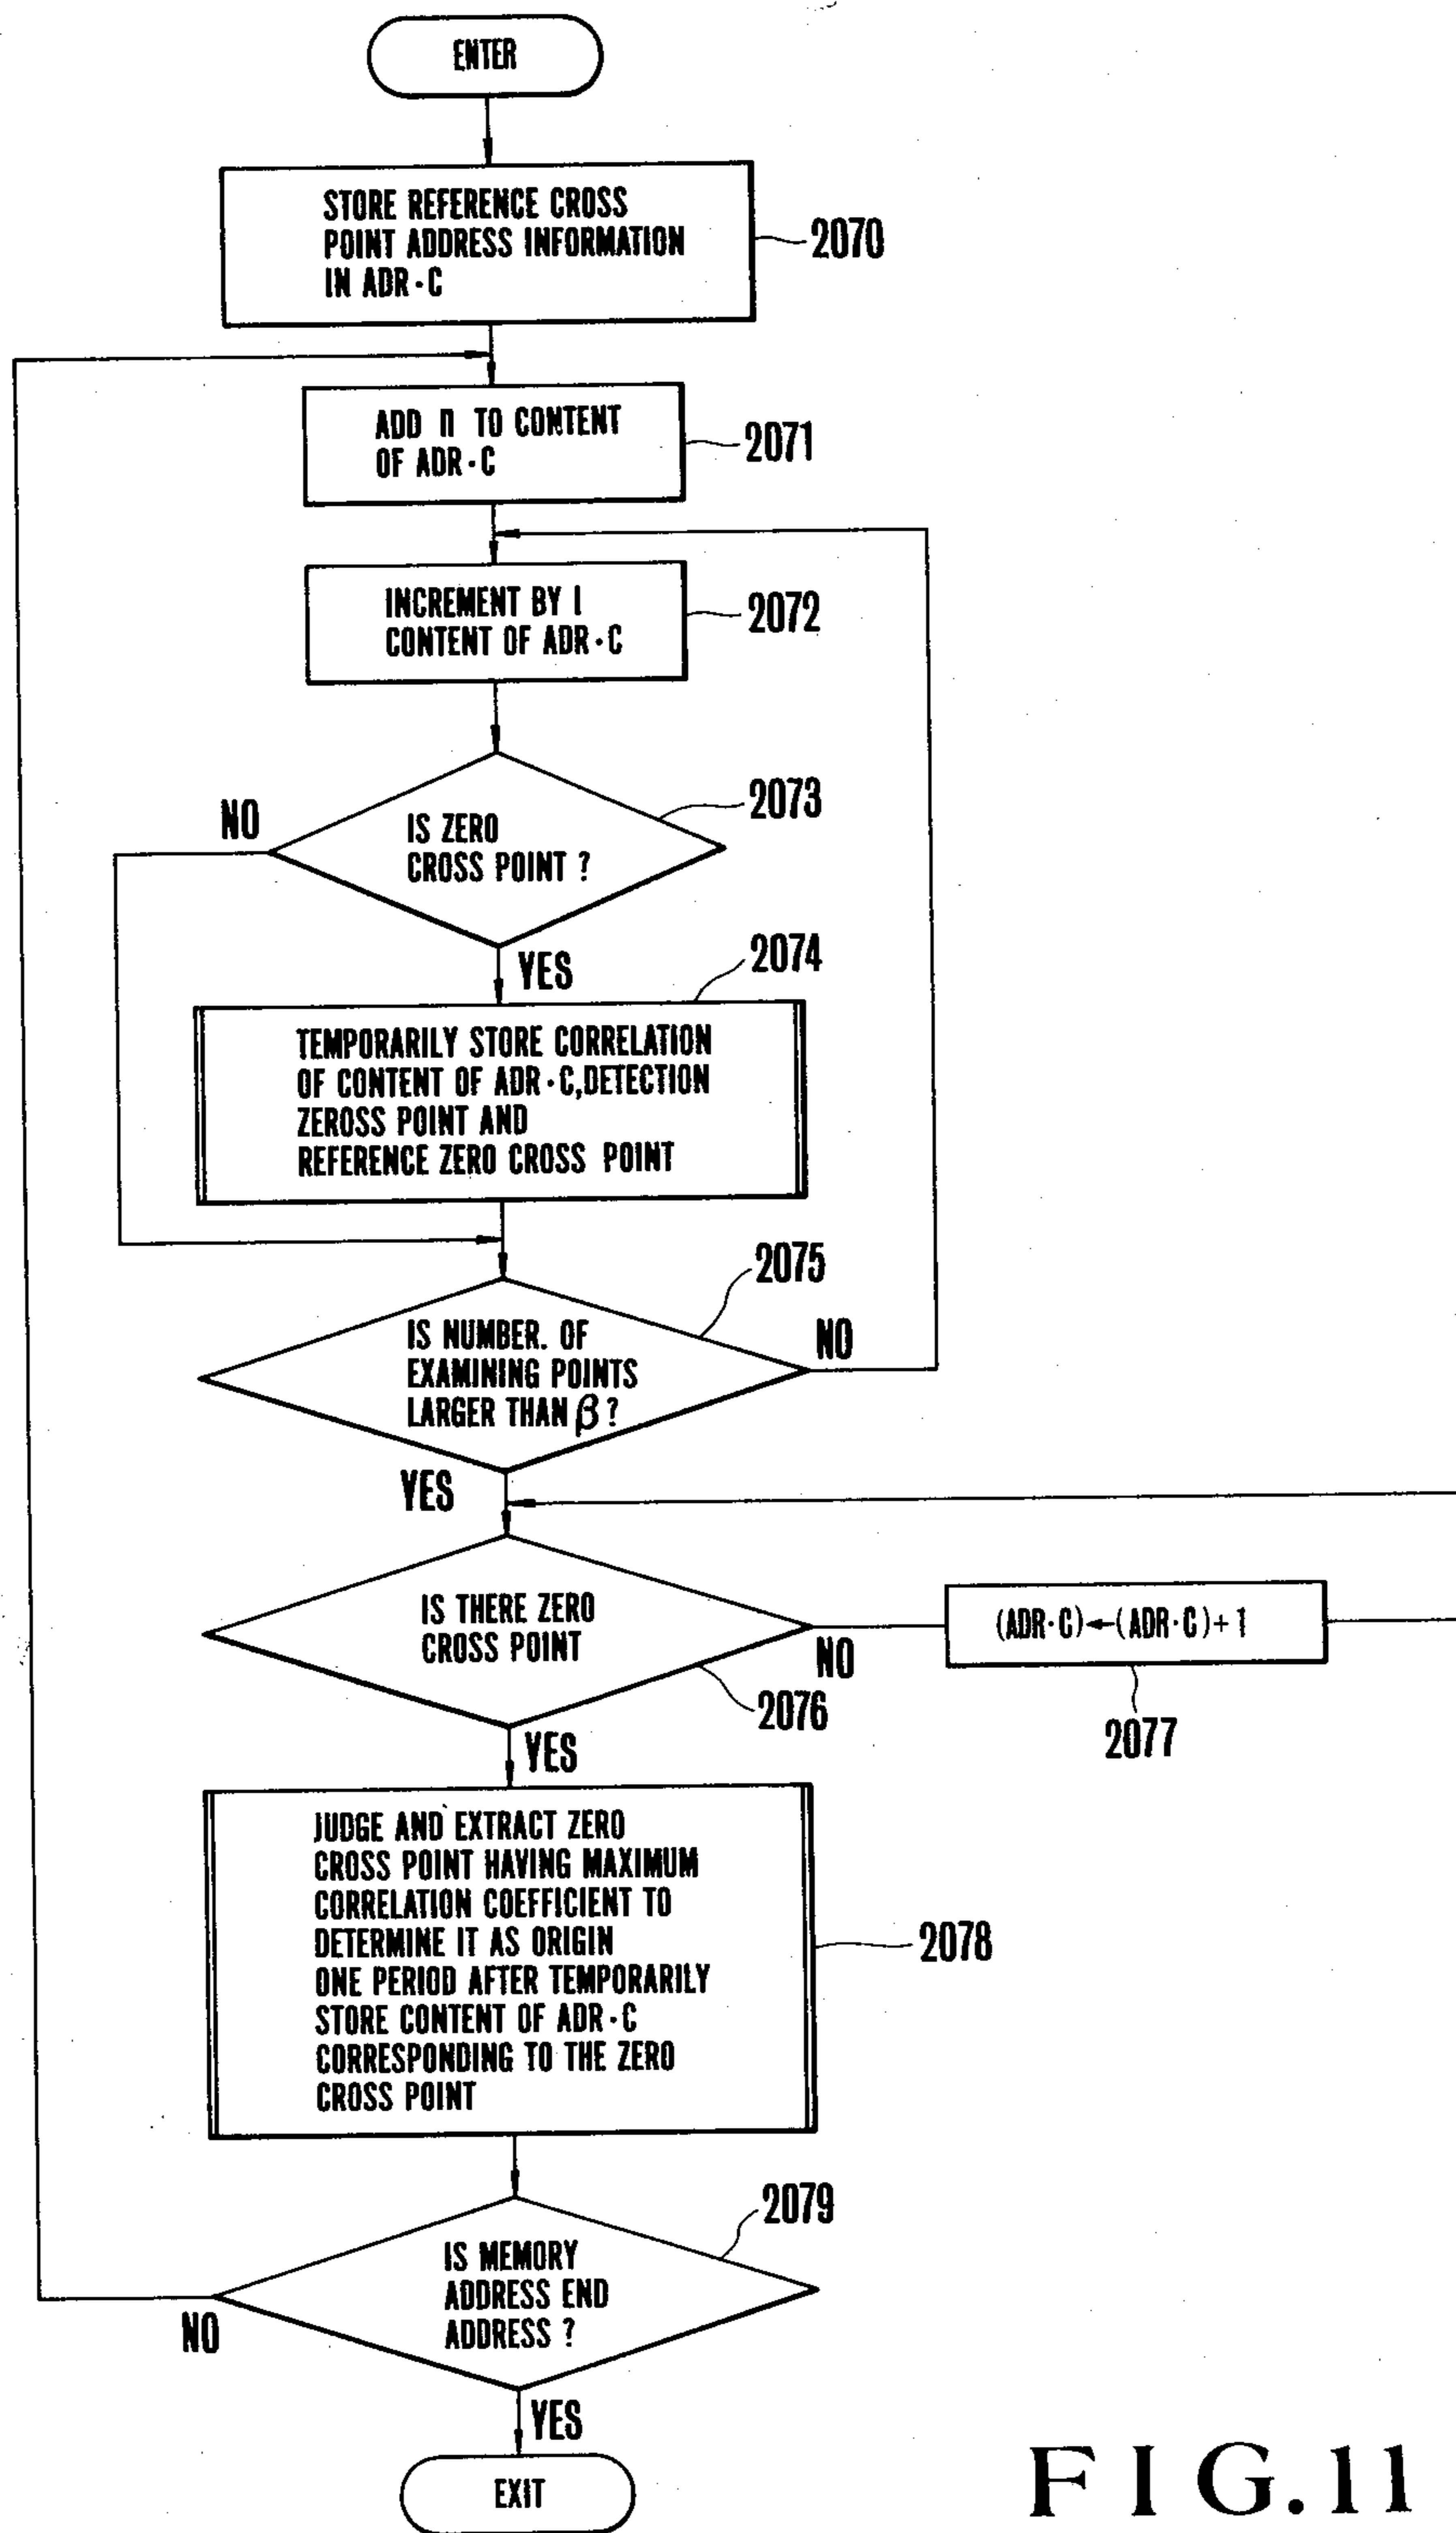 ENTER
STORE REFERENCE CROSS
POINT ADDRESS INFORMATION
IN ADR·C
2070
ADD n TO CONTENT
OF ADR·C
2071
INCREMENT BY 1
CONTENT OF ADR·C
2072
2073
NO
IS ZERO
CROSS POINT ?
YES
2074
TEMPORARILY STORE CORRELATION
OF CONTENT OF ADR·C,DETECTION
ZEROSS POINT AND
REFERENCE ZERO CROSS POINT
2075
IS NUMBER. OF
EXAMINING POINTS
LARGER THAN β ?
NO
YES
IS THERE ZERO
CROSS POINT
NO
(ADR·C)←(ADR·C)+1
2076
2077
YES
JUDGE AND EXTRACT ZERO
CROSS POINT HAVING MAXIMUM
CORRELATION COEFFICIENT TO
DETERMINE IT AS ORIGIN
ONE PERIOD AFTER TEMPORARILY
STORE CONTENT OF ADR·C
CORRESPONDING TO THE ZERO
CROSS POINT
2078
2079
IS MEMORY
ADDRESS END
ADDRESS ?
NO
YES
EXIT
FIG.11